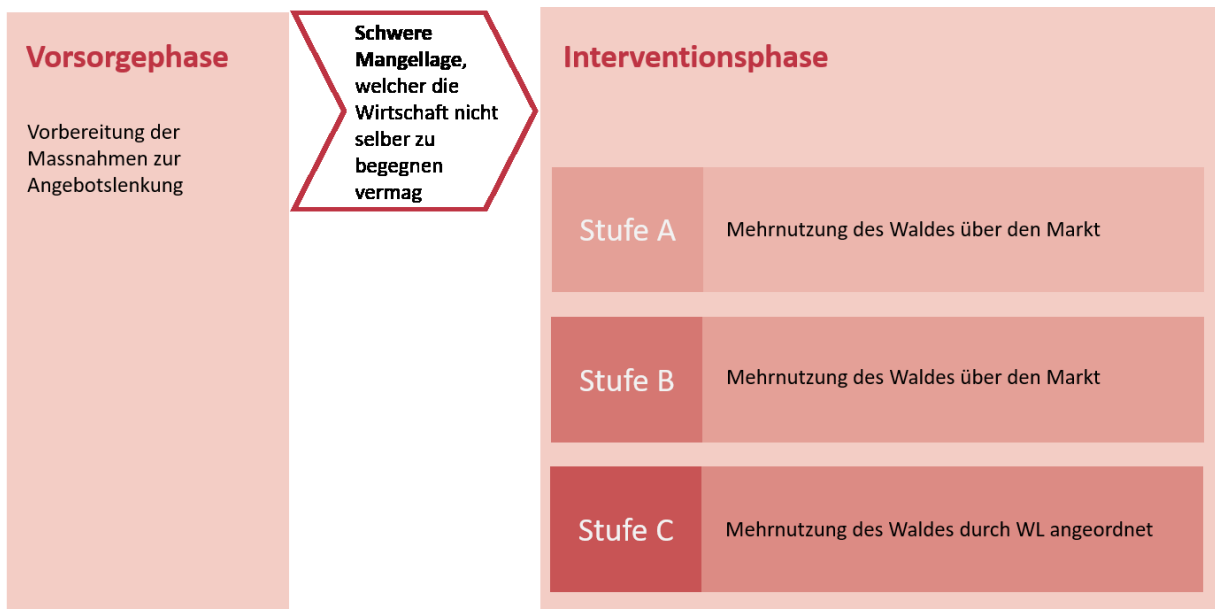 Vorsorgephase
Vorbereitung der
Massnahmen zur
Angebotslenkung
Schwere
Mangellage,
welcher die
Wirtschaft nicht
selber zu
begegnen
vermag
Interventionsphase
Stufe A
Mehrnutzung des Waldes über den Markt
Stufe B
Mehrnutzung des Waldes über den Markt
Stufe C
Mehrnutzung des Waldes durch WL angeordnet